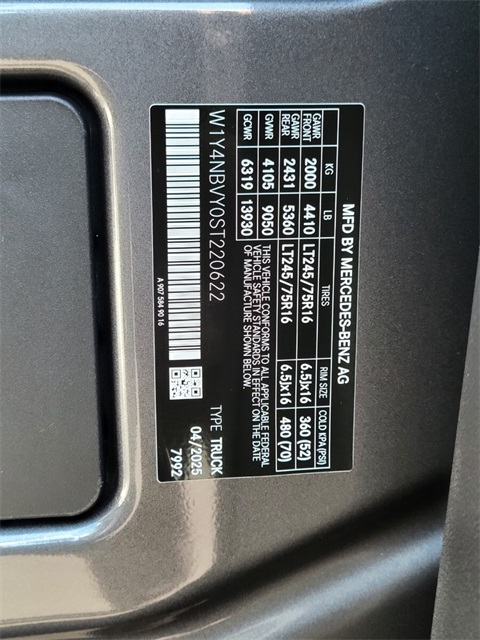 MFD BY MERCEDES-BENZ AG
KG LB TIRES RIM SIZE COLD KPA (PSI)
GAWR FRONT 2000 4410 LT245/75R16 6.5Jx16 360 (52)
GAWR REAR 2431 5360 LT245/75R16 6.5Jx16 480 (70)
GVWR 4105 9050
GCWR 6319 13930
THIS VEHICLE CONFORMS TO ALL APPLICABLE FEDERAL
VEHICLE SAFETY STANDARDS IN EFFECT ON THE DATE
OF MANUFACTURE SHOWN BELOW.
W1Y4NBVY0ST220622
TYPE TRUCK
04/2025
7992
A 907 584 90 16